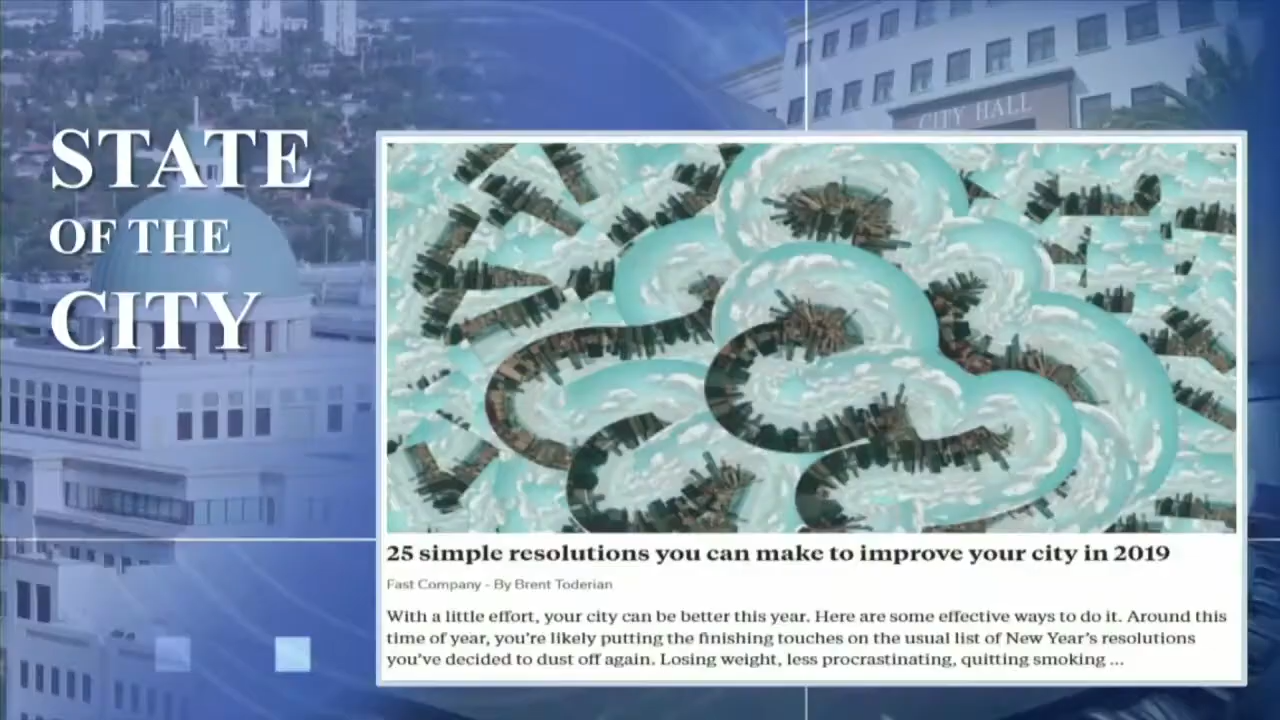 STATE
OF THE
CITY
CITY HALL
25 simple resolutions you can make to improve your city in 2019
Fast Company - By Brent Toderian
With a little effort, your city can be better this year. Here are some effective ways to do it. Around this
time of year, you're likely putting the finishing touches on the usual list of New Year's resolutions
you've decided to dust off again. Losing weight, less procrastinating, quitting smoking ...